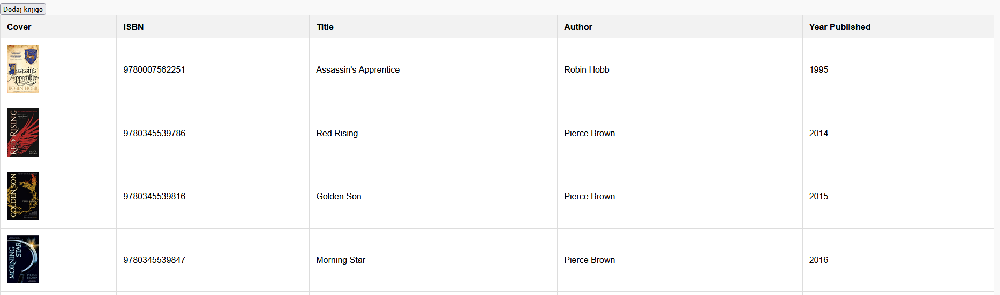 Dodaj knjigo
Cover ISBN Title Author Year Published
Assassin's
Apprentice
ROBIN HOBB
9780007562251 Assassin's Apprentice Robin Hobb 1995
RED RISING
PIERCE
BROWN
9780345539786 Red Rising Pierce Brown 2014
GOLDEN SON
PIERCE BROWN
9780345539816 Golden Son Pierce Brown 2015
MORNING
STAR
PIERCE
BROWN
9780345539847 Morning Star Pierce Brown 2016